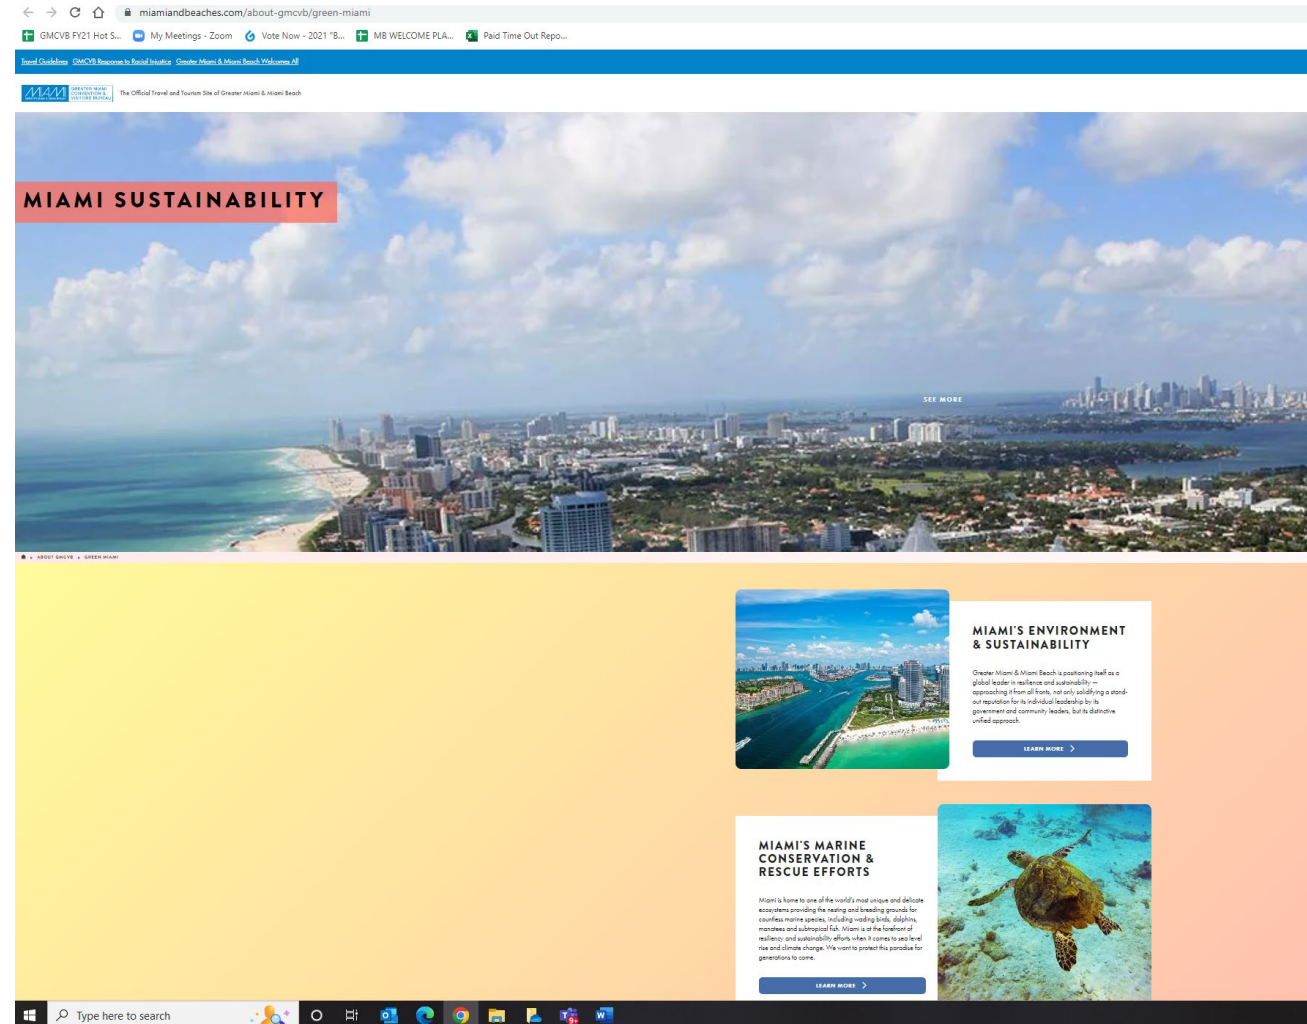 miamiandbeaches.com/about-gmcvb/green-miami
GMCVB FY21 Hot S... My Meetings - Zoom Vote Now - 2021 "B... MB WELCOME PLA... Paid Time Out Repo...
Travel Guidelines GMCVB Response to Racial Injustice Greater Miami & Miami Beach Welcomes All
MIAMI
GREATER MIAMI
CONVENTION &
VISITORS BUREAU
The Official Travel and Tourism Site of Greater Miami & Miami Beach
MIAMI SUSTAINABILITY
SEE MORE
ABOUT GMCVB GREEN MIAMI
MIAMI'S ENVIRONMENT
& SUSTAINABILITY
Greater Miami & Miami Beach is positioning itself as a
global leader in resilience and sustainability —
approaching it from all fronts, not only solidifying a stand-
out reputation for its individual leadership by its
government and community leaders, but its distinctive
unified approach.
LEARN MORE
MIAMI'S MARINE
CONSERVATION &
RESCUE EFFORTS
Miami is home to one of the world's most unique and delicate
ecosystems providing the nesting and breeding grounds for
countless marine species, including wading birds, dolphins,
manatees and subtropical fish. Miami is at the forefront of
resiliency and sustainability efforts when it comes to sea level
rise and climate change. We want to protect this paradise for
generations to come.
LEARN MORE
Type here to search